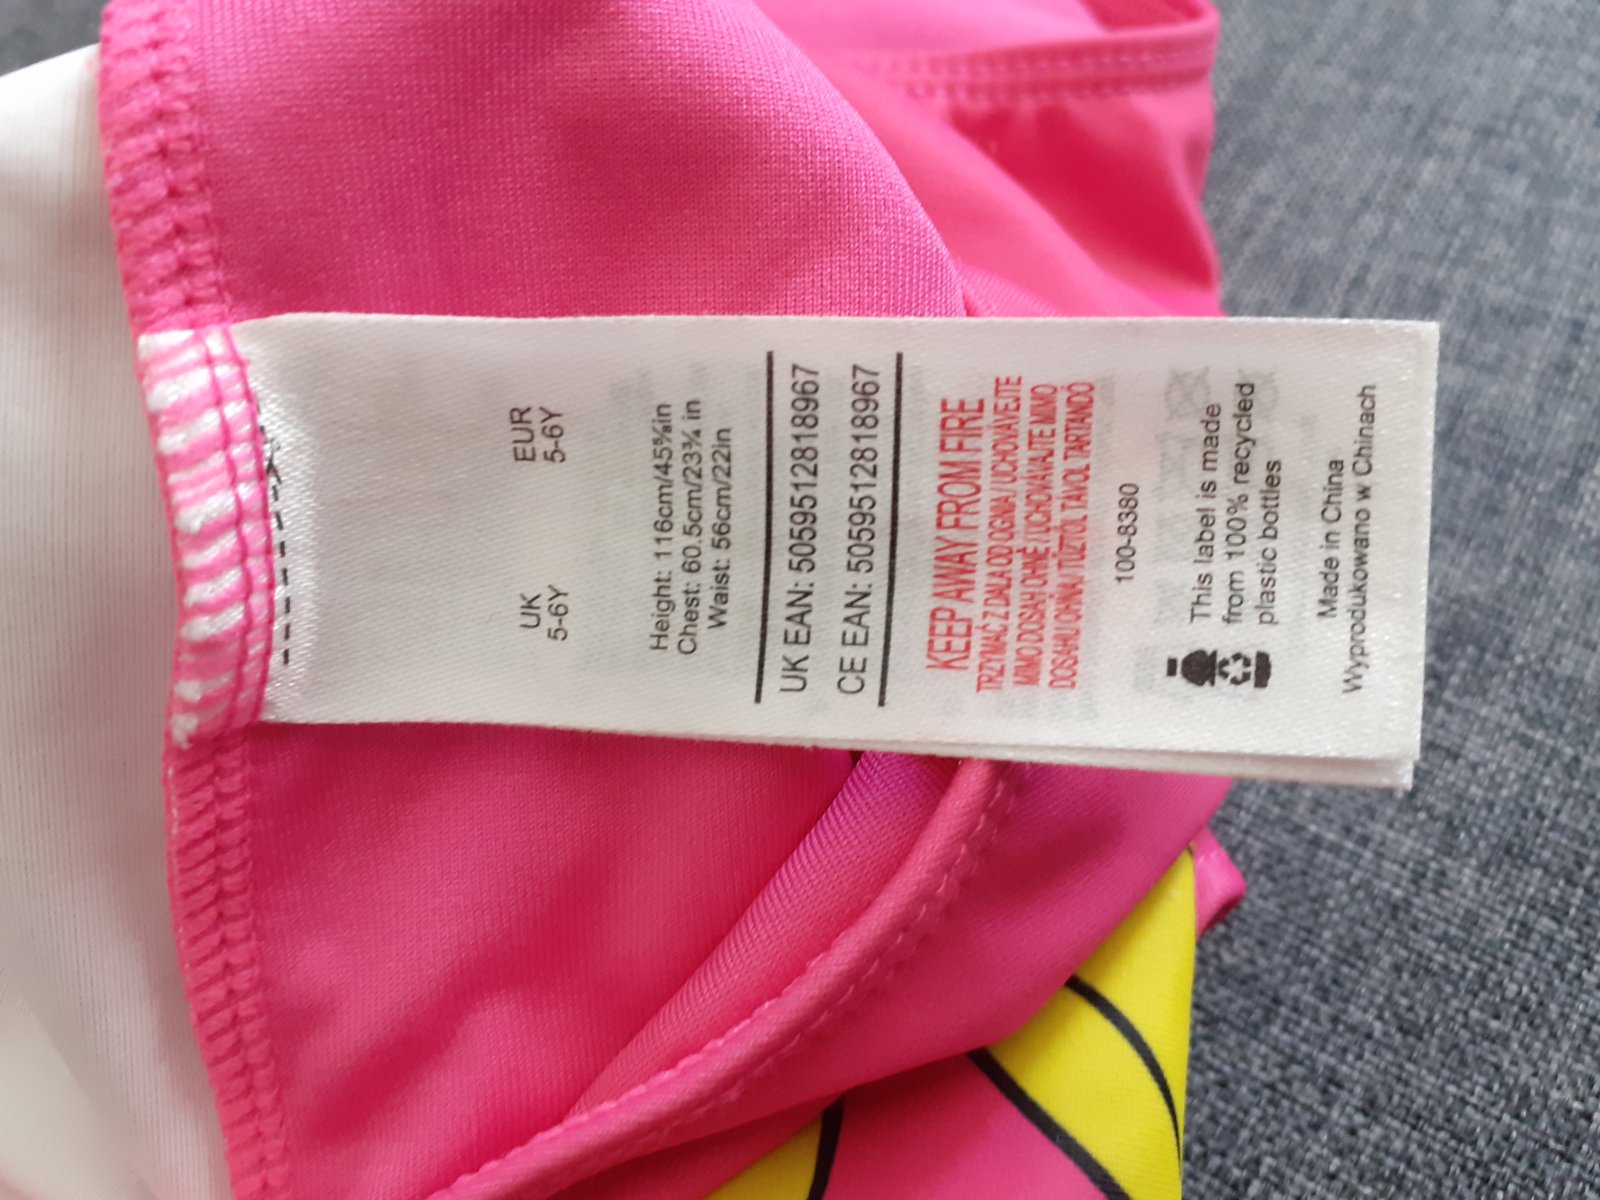 UK EUR
5-6Y 5-6Y
Height: 116cm/45⅝in
Chest: 60.5cm/23¾ in
Waist: 56cm/22in
UK EAN: 5059512818967
CE EAN: 5059512818967
KEEP AWAY FROM FIRE
TRZYMAĆ Z DALA OD OGNIA / UCHOVÁVEJTE
MIMO DOSAH OHNĚ / UCHOVÁVAJTE MIMO
DOSAHU OHŇA / TŰZTŐL TÁVOL TARTANDÓ
100-8380
This label is made
from 100% recycled
plastic bottles
Made in China
Wyprodukowano w Chinach